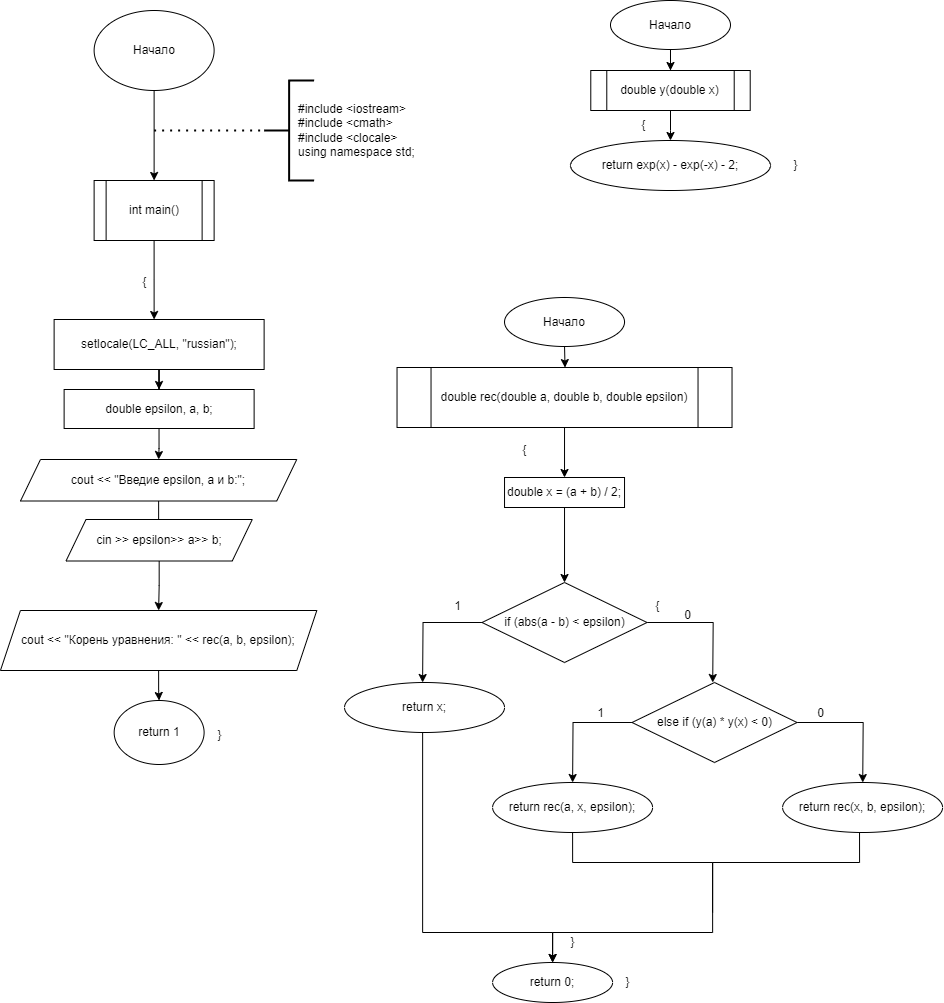 Начало
#include <iostream>
#include <cmath>
#include <clocale>
using namespace std;
int main()
{
setlocale(LC_ALL, "russian");
double epsilon, a, b;
cout << "Введие epsilon, a и b:";
cin >> epsilon>> a>> b;
cout << "Корень уравнения: " << rec(a, b, epsilon);
return 1
}
Начало
double y(double x)
{
return exp(x) - exp(-x) - 2;
}
Начало
double rec(double a, double b, double epsilon)
{
double x = (a + b) / 2;
if (abs(a - b) < epsilon)
1
{
0
return x;
else if (y(a) * y(x) < 0)
1
0
return rec(a, x, epsilon);
return rec(x, b, epsilon);
}
return 0;
}